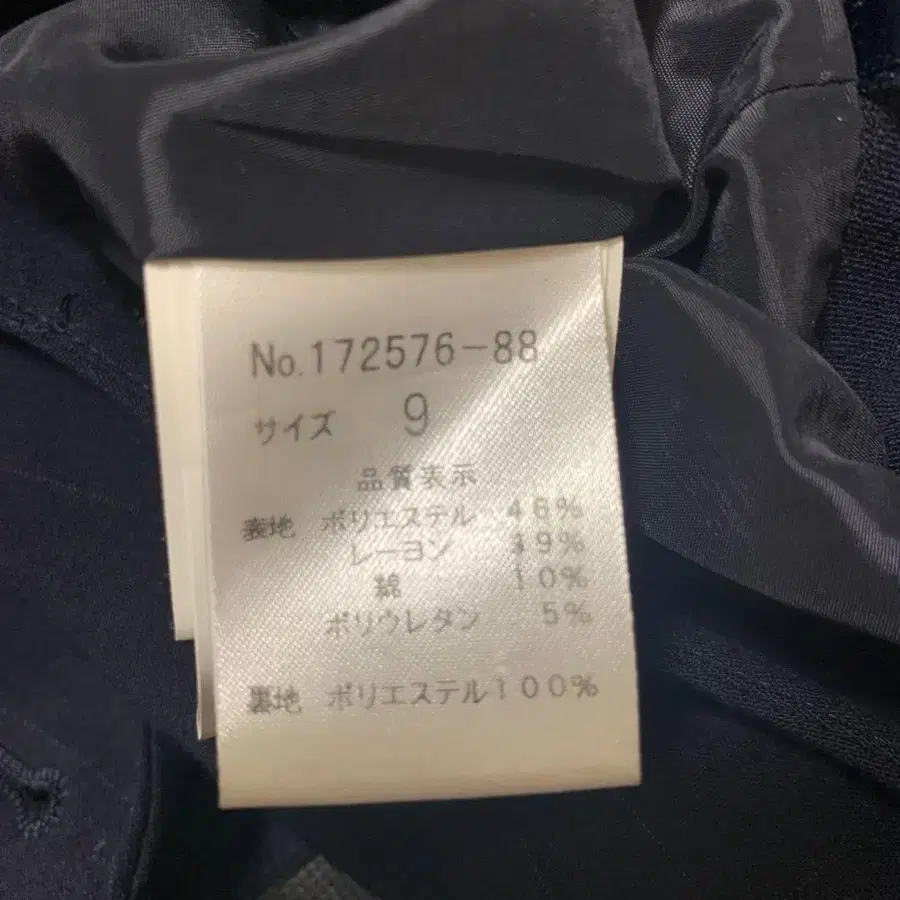 No.172576-88
サイズ 9
品質表示
表地 ポリエステル 46%
レーヨン 39%
綿 10%
ポリウレタン 5%
裏地 ポリエステル100%